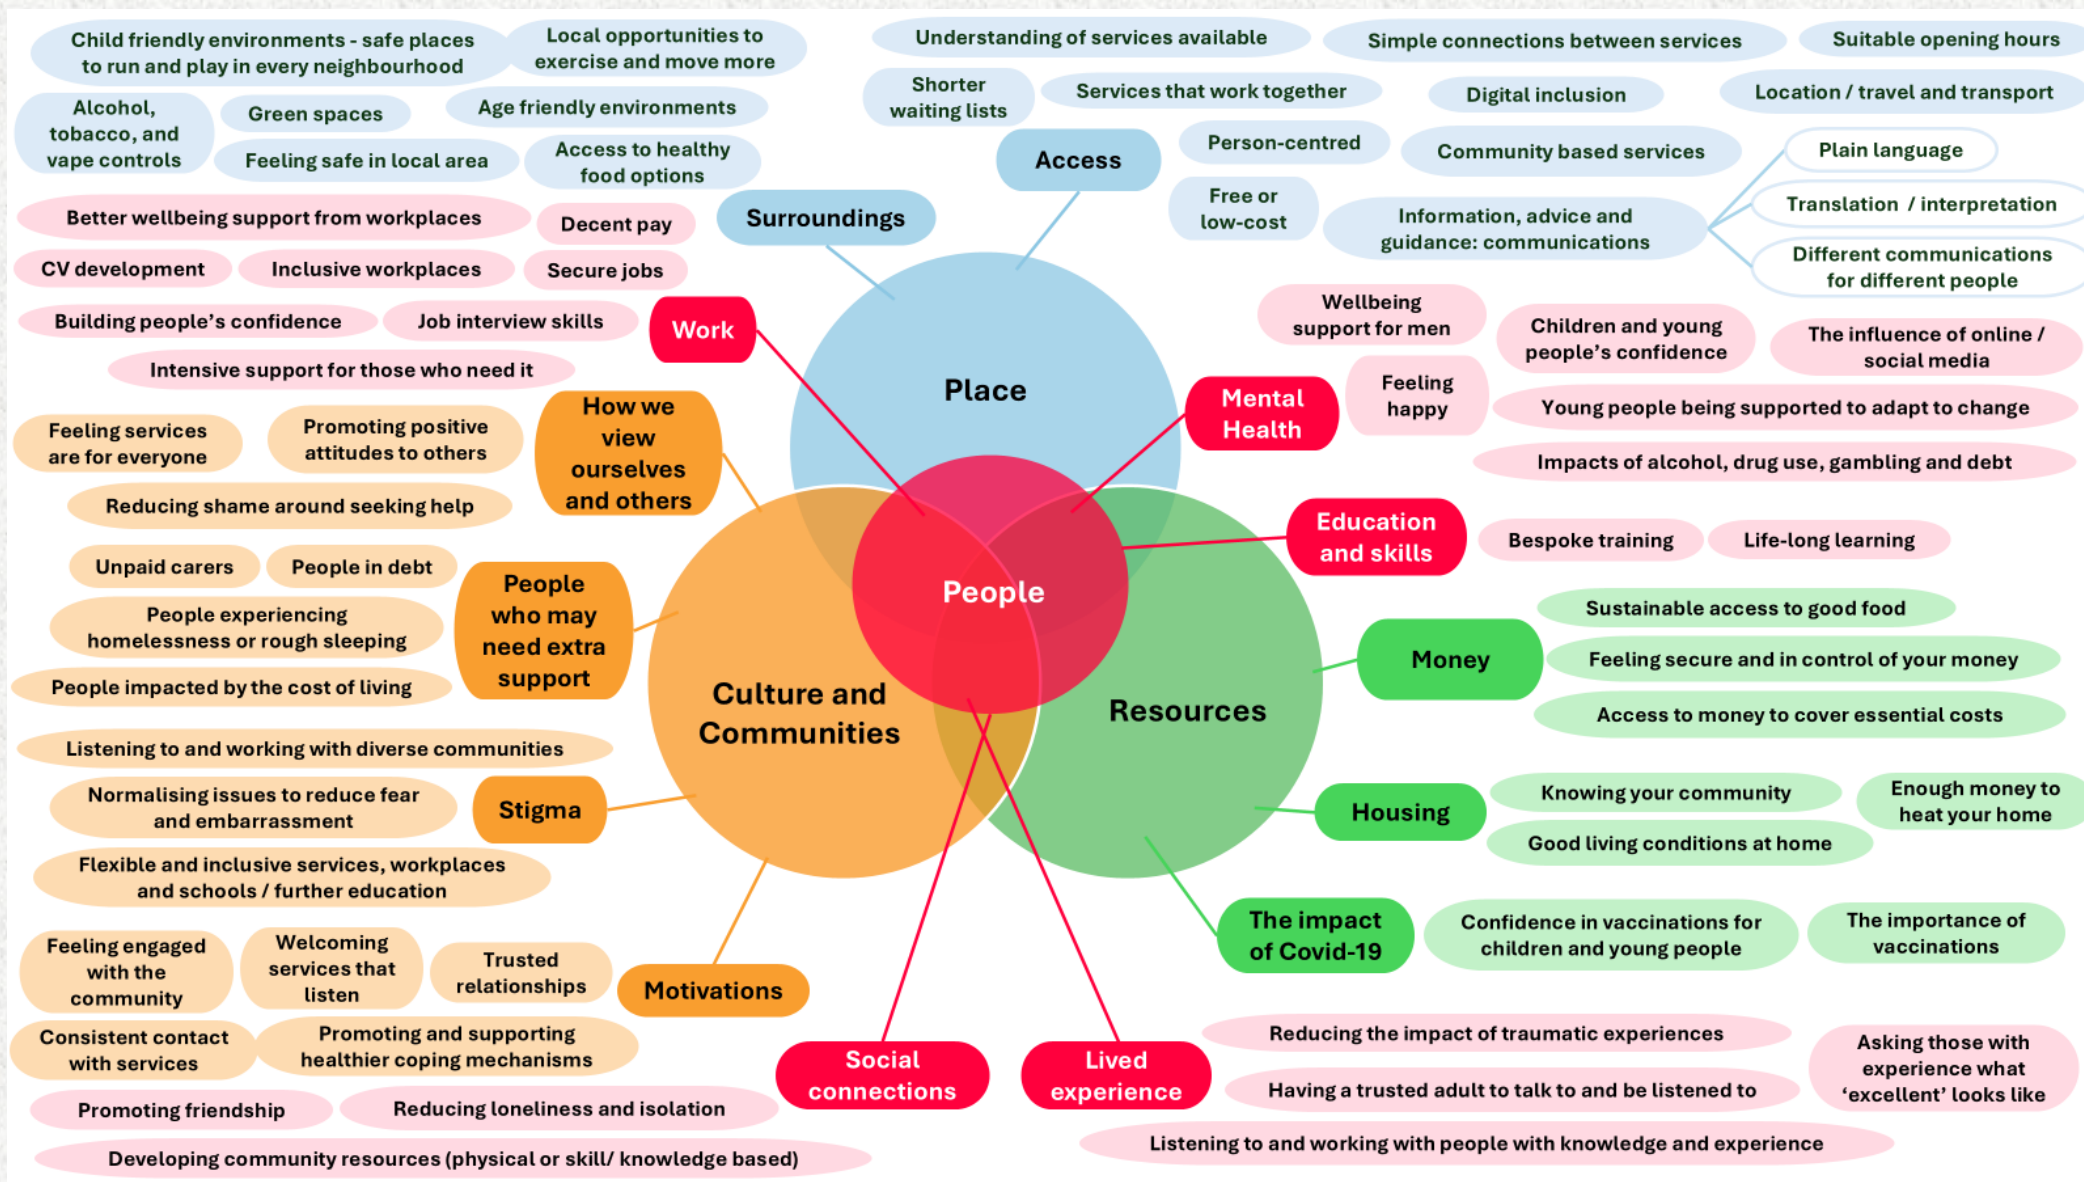 Child friendly environments - safe places
to run and play in every neighbourhood
Local opportunities to
exercise and move more
Alcohol,
tobacco, and
vape controls
Green spaces
Age friendly environments
Feeling safe in local area
Access to healthy
food options
Surroundings
Understanding of services available
Simple connections between services
Suitable opening hours
Shorter
waiting lists
Services that work together
Digital inclusion
Location / travel and transport
Access
Person-centred
Community based services
Free or
low-cost
Information, advice and
guidance: communications
Plain language
Translation / interpretation
Different communications
for different people
Better wellbeing support from workplaces
Decent pay
CV development
Inclusive workplaces
Secure jobs
Building people's confidence
Job interview skills
Work
Intensive support for those who need it
Wellbeing
support for men
Children and young
people's confidence
The influence of online /
social media
Mental
Health
Feeling
happy
Young people being supported to adapt to change
Impacts of alcohol, drug use, gambling and debt
Place
People
Culture and
Communities
Resources
Feeling services
are for everyone
Promoting positive
attitudes to others
How we
view
ourselves
and others
Reducing shame around seeking help
Education
and skills
Bespoke training
Life-long learning
Unpaid carers
People in debt
People
who may
need extra
support
People experiencing
homelessness or rough sleeping
People impacted by the cost of living
Sustainable access to good food
Money
Feeling secure and in control of your money
Access to money to cover essential costs
Listening to and working with diverse communities
Normalising issues to reduce fear
and embarrassment
Stigma
Flexible and inclusive services, workplaces
and schools / further education
Housing
Knowing your community
Enough money to
heat your home
Good living conditions at home
The impact
of Covid-19
Confidence in vaccinations for
children and young people
The importance of
vaccinations
Feeling engaged
with the
community
Welcoming
services that
listen
Trusted
relationships
Motivations
Consistent contact
with services
Promoting and supporting
healthier coping mechanisms
Social
connections
Promoting friendship
Reducing loneliness and isolation
Developing community resources (physical or skill/ knowledge based)
Lived
experience
Reducing the impact of traumatic experiences
Having a trusted adult to talk to and be listened to
Asking those with
experience what
‘excellent’ looks like
Listening to and working with people with knowledge and experience